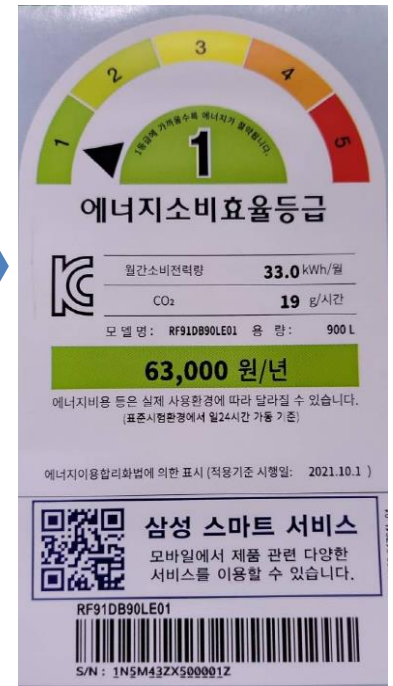 1 2 3 4 5
1등급에 가까울수록 에너지가 절약됩니다.
1
에너지소비효율등급
월간소비전력량 33.0 kWh/월
CO₂ 19 g/시간
모 델 명 : RF91DB90LE01 용 량 : 900 L
63,000 원/년
에너지비용 등은 실제 사용환경에 따라 달라질 수 있습니다.
(표준시험환경에서 일24시간 가동 기준)
에너지이용합리화법에 의한 표시 (적용기준 시행일: 2021.10.1 )
삼성 스마트 서비스
모바일에서 제품 관련 다양한
서비스를 이용할 수 있습니다.
RF91DB90LE01
S/N : 1N5M43ZX500001Z